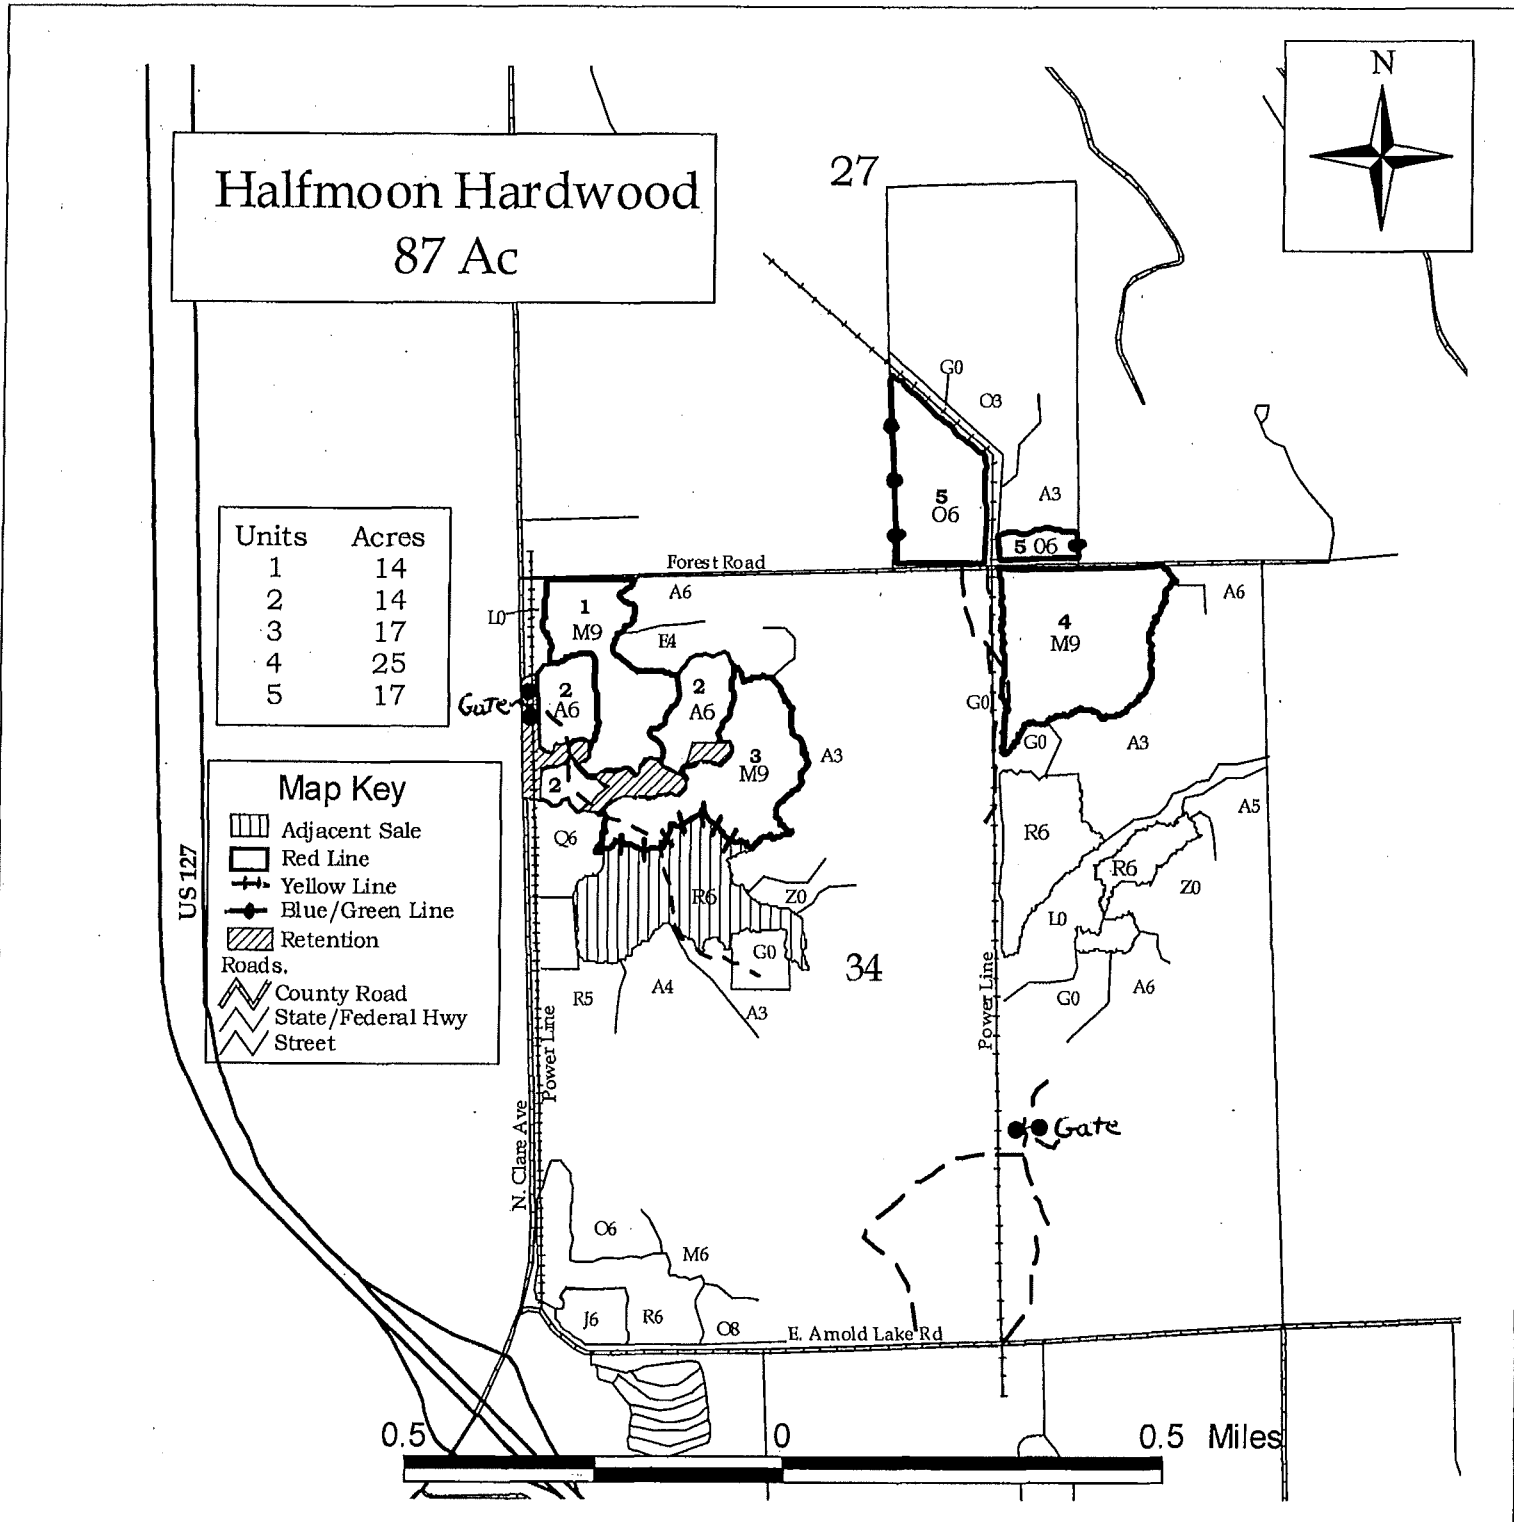 N
Halfmoon Hardwood
87 Ac
27
G0
O3
5
O6
A3
5 O6
Forest Road
Units Acres
1 14
2 14
3 17
4 25
5 17
L0
1
M9
A6
E4
4
M9
A6
Gate
2
A6
2
A6
G0
G0
A3
3
M9
A3
2
Map Key
Adjacent Sale
Red Line
Yellow Line
Blue/Green Line
Retention
Roads.
County Road
State/Federal Hwy
Street
US 127
Q6
R6
A5
R6
Z0
R6
Z0
L0
G0
34
R5
A4
A3
G0
A6
Power Line
Power Line
N. Clare Ave
Gate
O6
M6
J6
R6
O8
E. Arnold Lake Rd
0.5 0 0.5 Miles